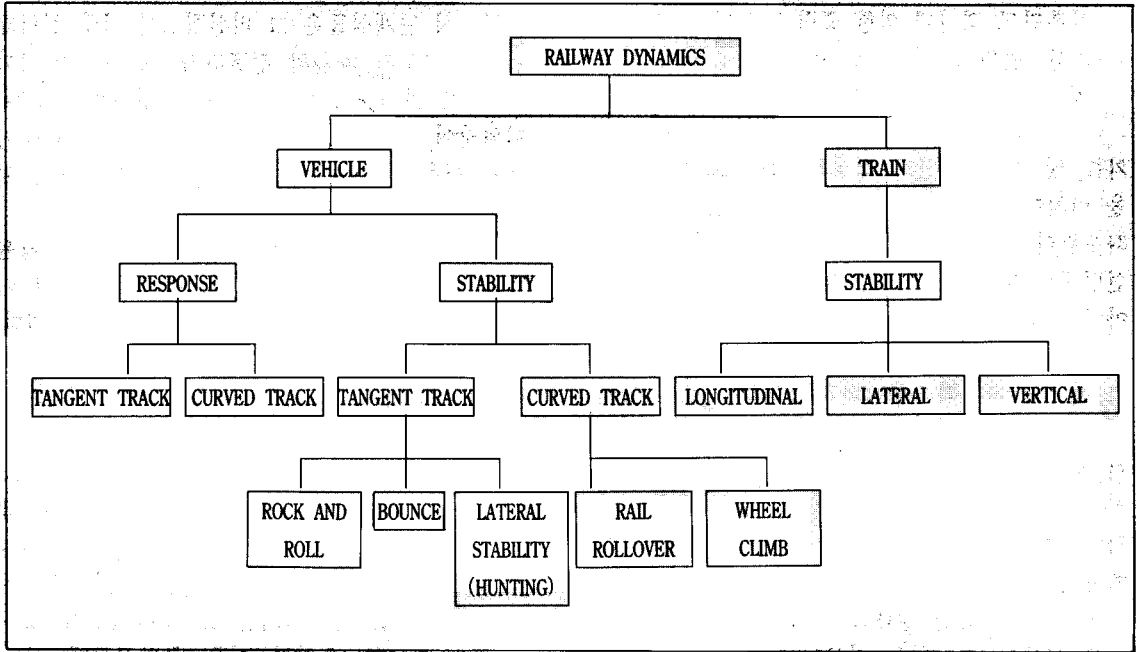 RAILWAY DYNAMICS
VEHICLE
TRAIN
RESPONSE
STABILITY
STABILITY
TANGENT TRACK
CURVED TRACK
TANGENT TRACK
CURVED TRACK
LONGITUDINAL
LATERAL
VERTICAL
ROCK AND
ROLL
BOUNCE
LATERAL
STABILITY
(HUNTING)
RAIL
ROLLOVER
WHEEL
CLIMB